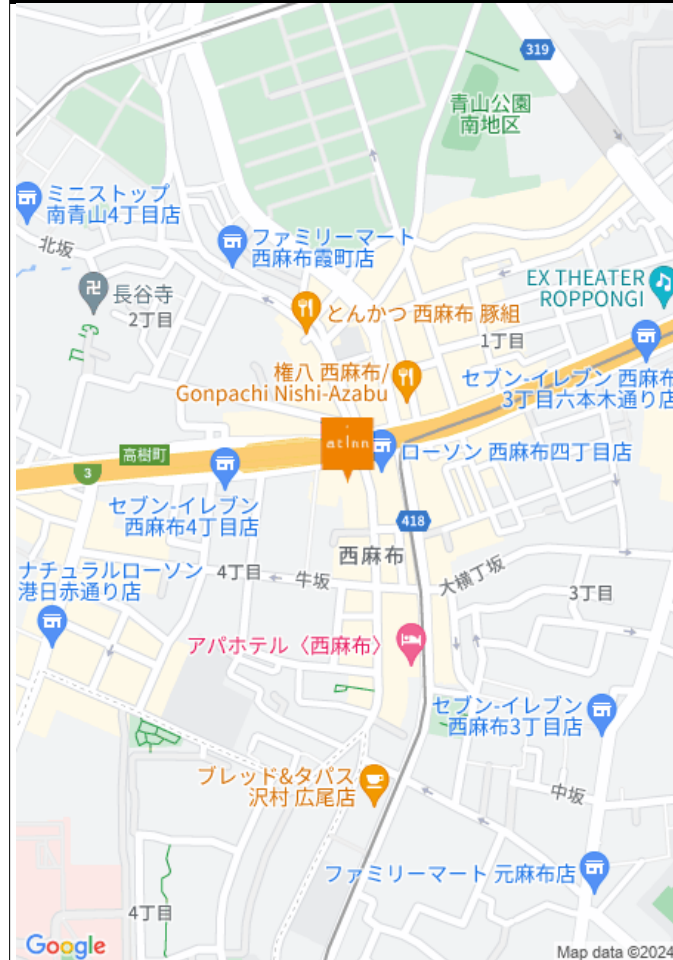 319
青山公園
南地区
ミニストップ
南青山4丁目店
北坂
ファミリーマート
西麻布霞町店
長谷寺
2丁目
EX THEATER
ROPPONGI
とんかつ 西麻布 豚組
1丁目
権八 西麻布/
Gonpachi Nishi-Azabu
セブン-イレブン 西麻布
3丁目六本木通り店
atinn
高樹町
3
ローソン 西麻布四丁目店
セブン-イレブン
西麻布4丁目店
418
西麻布
ナチュラルローソン
港日赤通り店
4丁目
牛坂
大横丁坂
3丁目
アパホテル〈西麻布〉
セブン-イレブン
西麻布3丁目店
ブレッド&タパス
沢村 広尾店
中坂
ファミリーマート 元麻布店
4丁目
Google
Map data ©2024